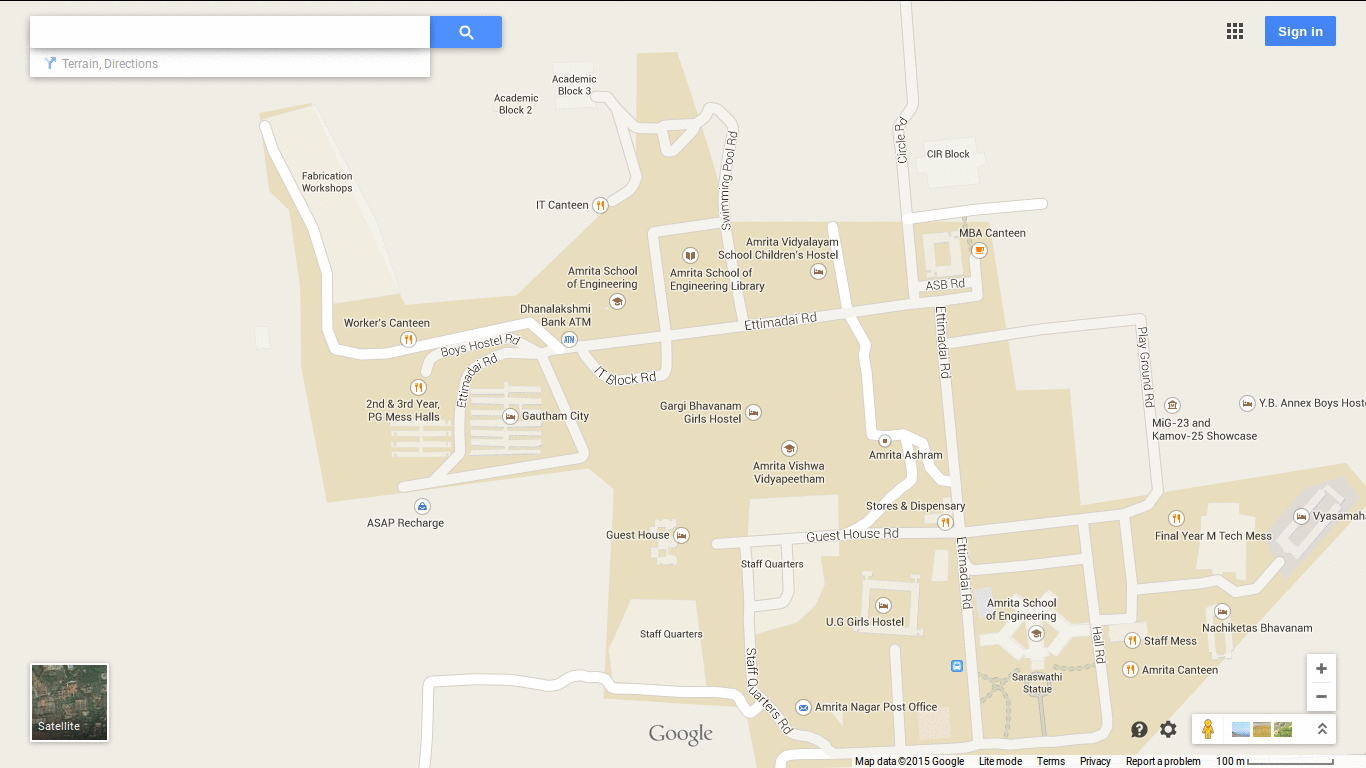 Sign in
Terrain, Directions
Academic
Block 3
Academic
Block 2
Circle Rd
CIR Block
Swimming Pool Rd
Fabrication
Workshops
IT Canteen
MBA Canteen
Amrita Vidyalayam
School Children's Hostel
Amrita School
of Engineering
Amrita School of
Engineering Library
ASB Rd
Dhanalakshmi
Bank ATM
ATN
Worker's Canteen
Ettimadai Rd
Ettimadai Rd
Boys Hostel Rd
Ettimadai Rd
IT Block Rd
Play Ground Rd
2nd & 3rd Year,
PG Mess Halls
Gautham City
Gargi Bhavanam
Girls Hostel
Y.B. Annex Boys Hoste
MiG-23 and
Kamov-25 Showcase
Amrita Ashram
Amrita Vishwa
Vidyapeetham
ASAP Recharge
Stores & Dispensary
Vyasamaha
Guest House
Guest House Rd
Final Year M Tech Mess
Staff Quarters
Ettimadai Rd
Amrita School
of Engineering
U.G Girls Hostel
Nachiketas Bhavanam
Staff Quarters
Hall Rd
Staff Mess
Amrita Canteen
Saraswathi
Statue
Staff Quarters Rd
Amrita Nagar Post Office
Satellite
Google
Map data ©2015 Google
Lite mode
Terms
Privacy
Report a problem
100 m